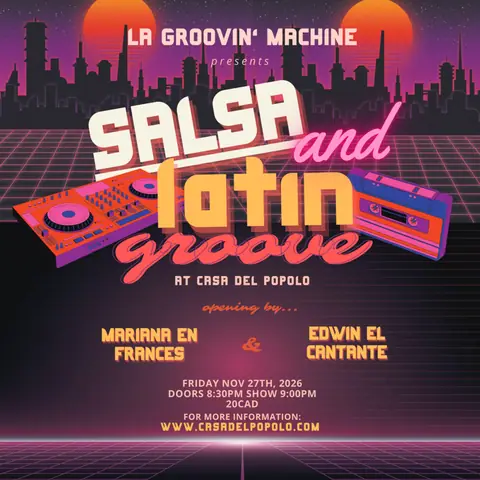 LA GROOVIN' MACHINE
presents
SALSA
and
latin
groove
AT CASA DEL POPOLO
opening by...
MARIANA EN
FRANCES
&
EDWIN EL
CANTANTE
FRIDAY NOV 27TH, 2026
DOORS 8:30PM SHOW 9:00PM
20CAD
FOR MORE INFORMATION:
WWW.CASADELPOPOLO.COM